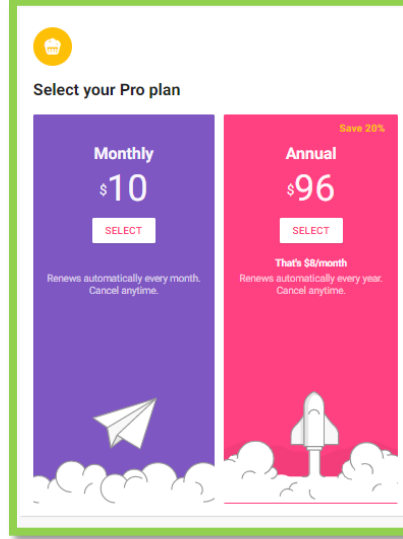 Select your Pro plan
Monthly
$10
SELECT
Renews automatically every month.
Cancel anytime.
Save 20%
Annual
$96
SELECT
That's $8/month
Renews automatically every year.
Cancel anytime.